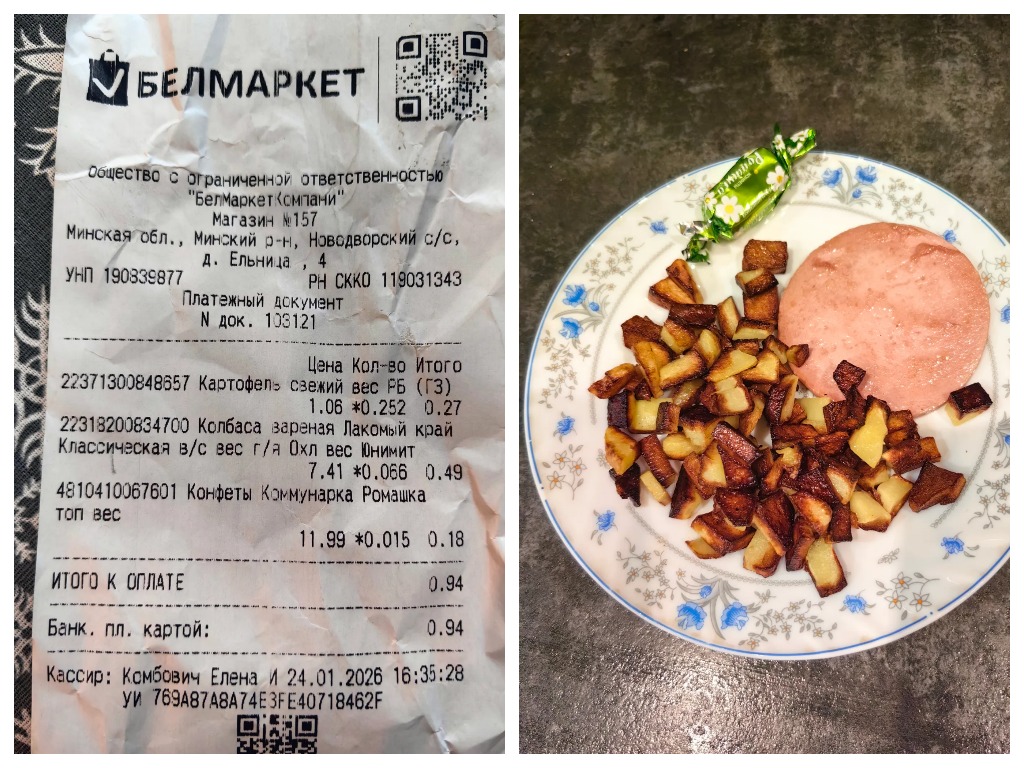 БЕЛМАРКЕТ
Общество с ограниченной ответственностью
"БелМаркетКомпани"
Магазин №157
Минская обл., Минский р-н, Новодворский с/с,
д. Ельница , 4
УНП 190839877 РН СККО 119031343
Платежный документ
N док. 103121
Цена Кол-во Итого
22371300848657 Картофель свежий вес РБ (ГЗ)
1.06 *0.252 0.27
22318200834700 Колбаса вареная Лакомый край
Классическая в/с вес г/я Охл вес Юнимит
7.41 *0.066 0.49
4810410067601 Конфеты Коммунарка Ромашка
топ вес
11.99 *0.015 0.18
ИТОГО К ОПЛАТЕ 0.94
Банк. пл. картой: 0.94
Кассир: Комбович Елена И 24.01.2026 16:35:28
УИ 769A87A8A74E3FE40718462F
Ромашка